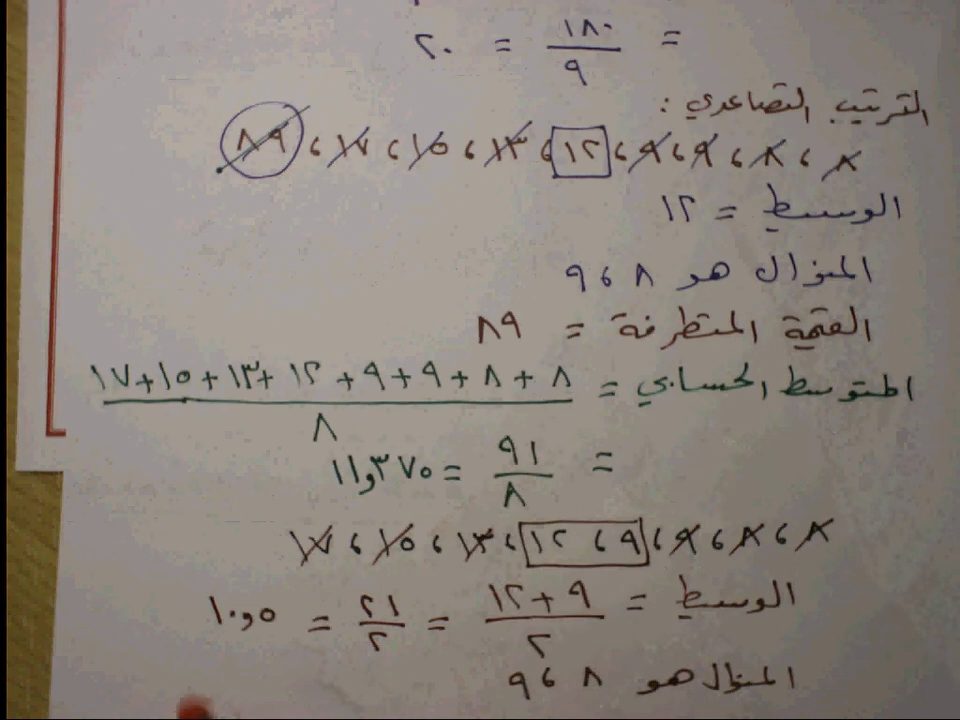 = ١٨٠ / ٩ = ٢٠
الترتيب التصاعدي :
٨ ، ٨ ، ٩ ، ٩ ، ١٢ ، ١٣ ، ١٥ ، ١٧ ، ٨٩
الوسيط = ١٢
المنوال هو ٨ ، ٩
القيمة المتطرفة = ٨٩
المتوسط الحسابي = ٨ + ٨ + ٩ + ٩ + ١٢ + ١٣ + ١٥ + ١٧ / ٨
= ٩١ / ٨ = ١١٫٣٧٥
٨ ، ٨ ، ٩ ، ٩ ، ١٢ ، ١٣ ، ١٥ ، ١٧
الوسيط = ٩ + ١٢ / ٢ = ٢١ / ٢ = ١٠٫٥
المنوال هو ٨ ، ٩